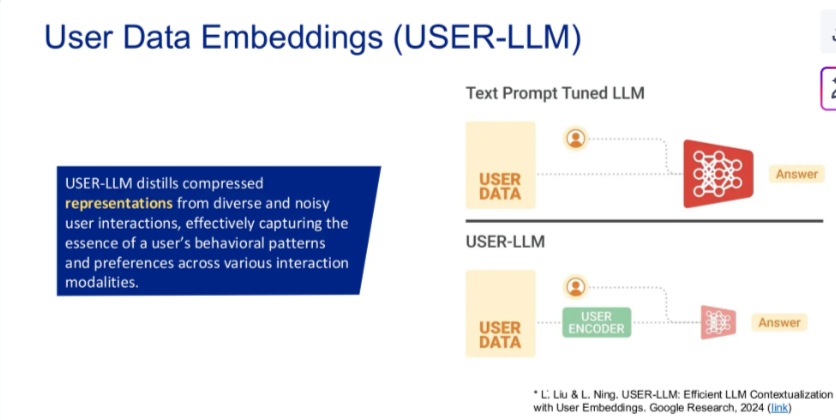 User Data Embeddings (USER-LLM)
USER-LLM distills compressed
representations from diverse and noisy
user interactions, effectively capturing the
essence of a user's behavioral patterns
and preferences across various interaction
modalities.
Text Prompt Tuned LLM
USER
DATA
Answer
USER-LLM
USER
DATA
USER
ENCODER
Answer
* L. Liu & L. Ning. USER-LLM: Efficient LLM Contextualization
with User Embeddings. Google Research, 2024 (link)